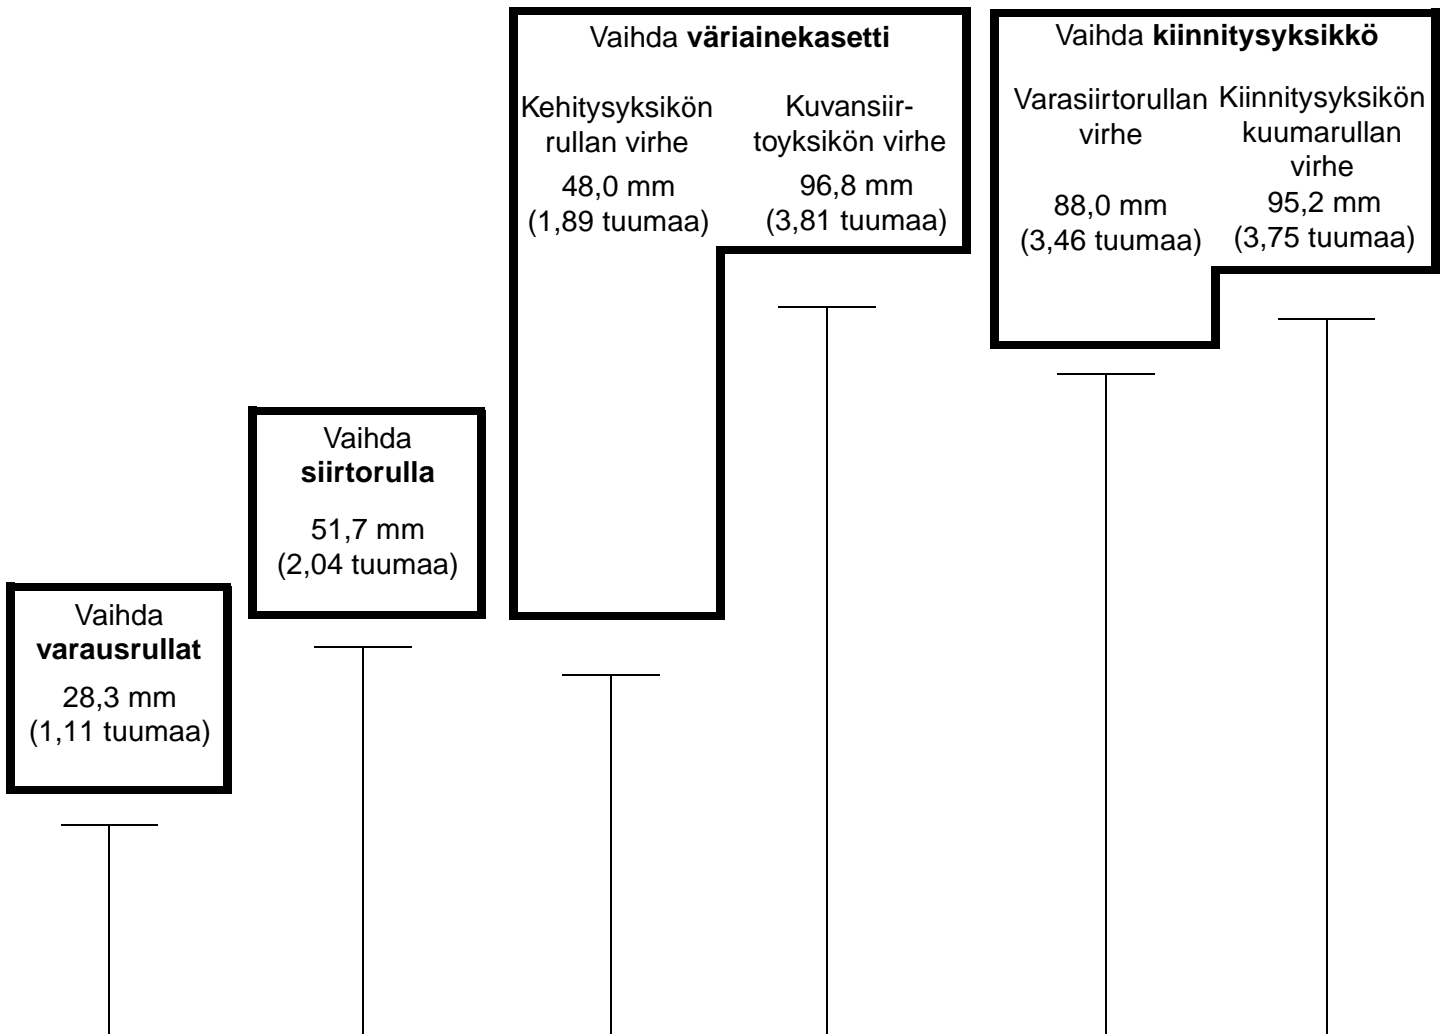 Vaihda väriainekasetti
Kehitysyksikön
rullan virhe
48,0 mm
(1,89 tuumaa)
Kuvansiir-
toyksikön virhe
96,8 mm
(3,81 tuumaa)
Vaihda kiinnitysyksikkö
Varasiirtorullan
virhe
88,0 mm
(3,46 tuumaa)
Kiinnitysyksikön
kuumarullan
virhe
95,2 mm
(3,75 tuumaa)
Vaihda
siirtorulla
51,7 mm
(2,04 tuumaa)
Vaihda
varausrullat
28,3 mm
(1,11 tuumaa)